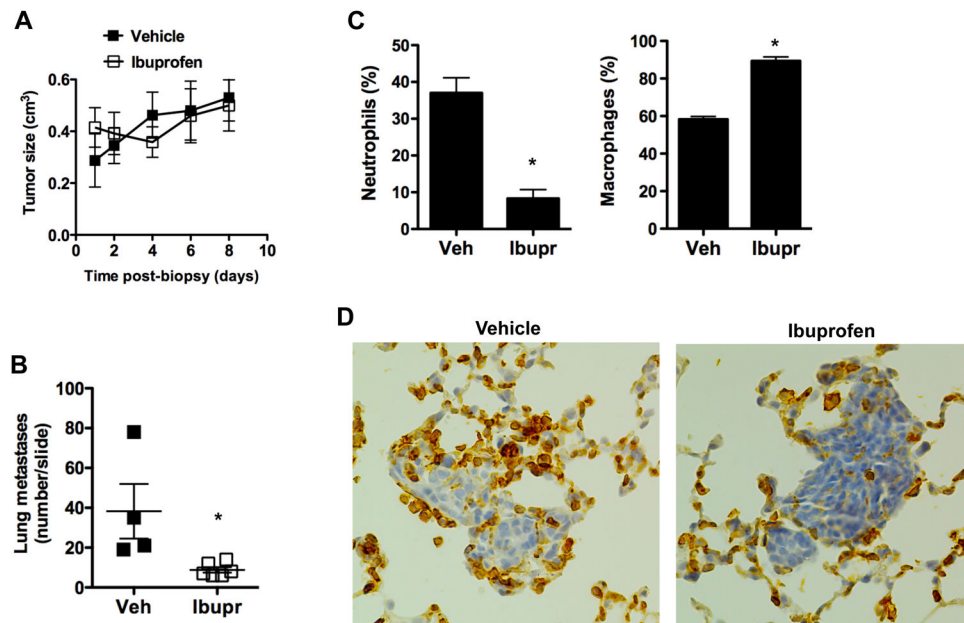 A
Vehicle
Ibuprofen
Tumor size (cm³)
0.6
0.4
0.2
0.0
0 2 4 6 8 10
Time post-biopsy (days)
B
Lung metastases
(number/slide)
100
80
60
40
20
0
*
Veh Ibupr
C
Neutrophils (%)
50
40
30
20
10
0
*
Veh Ibupr
Macrophages (%)
100
80
60
40
20
0
*
Veh Ibupr
D
Vehicle
Ibuprofen